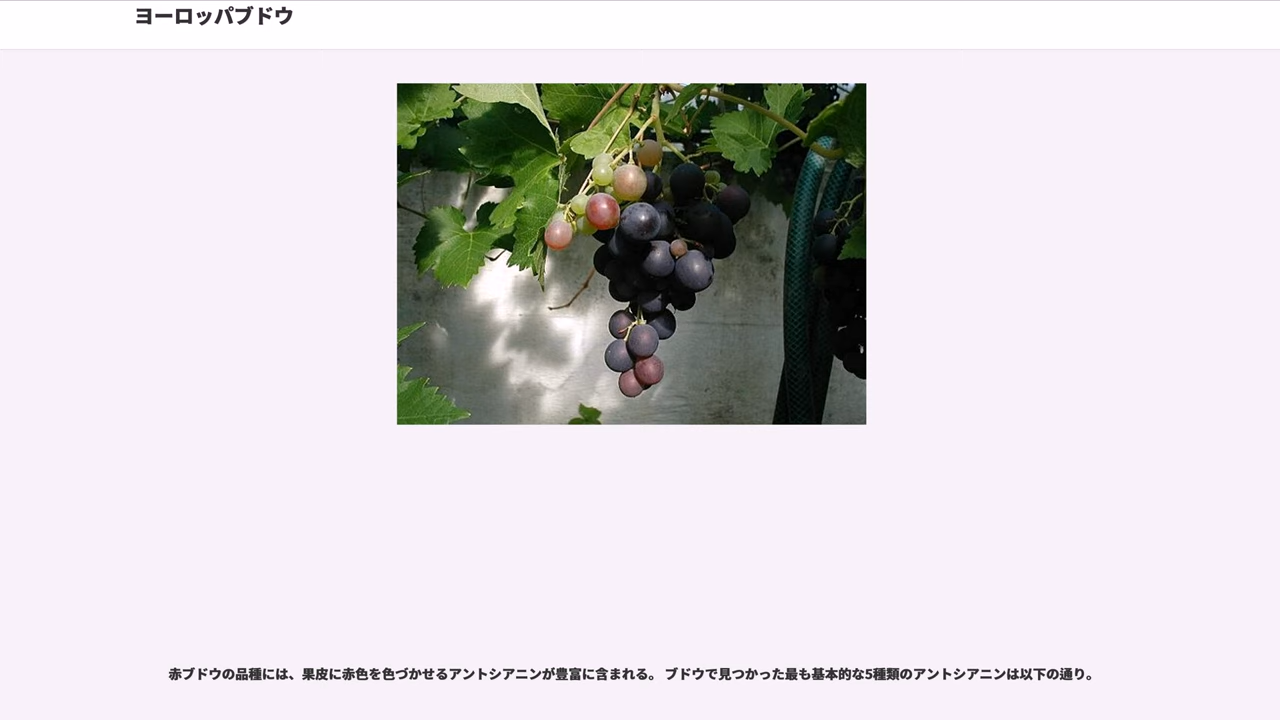 ヨーロッパブドウ
赤ブドウの品種には、果皮に赤色を色づかせるアントシアニンが豊富に含まれる。 ブドウで見つかった最も基本的な5種類のアントシアニンは以下の通り。